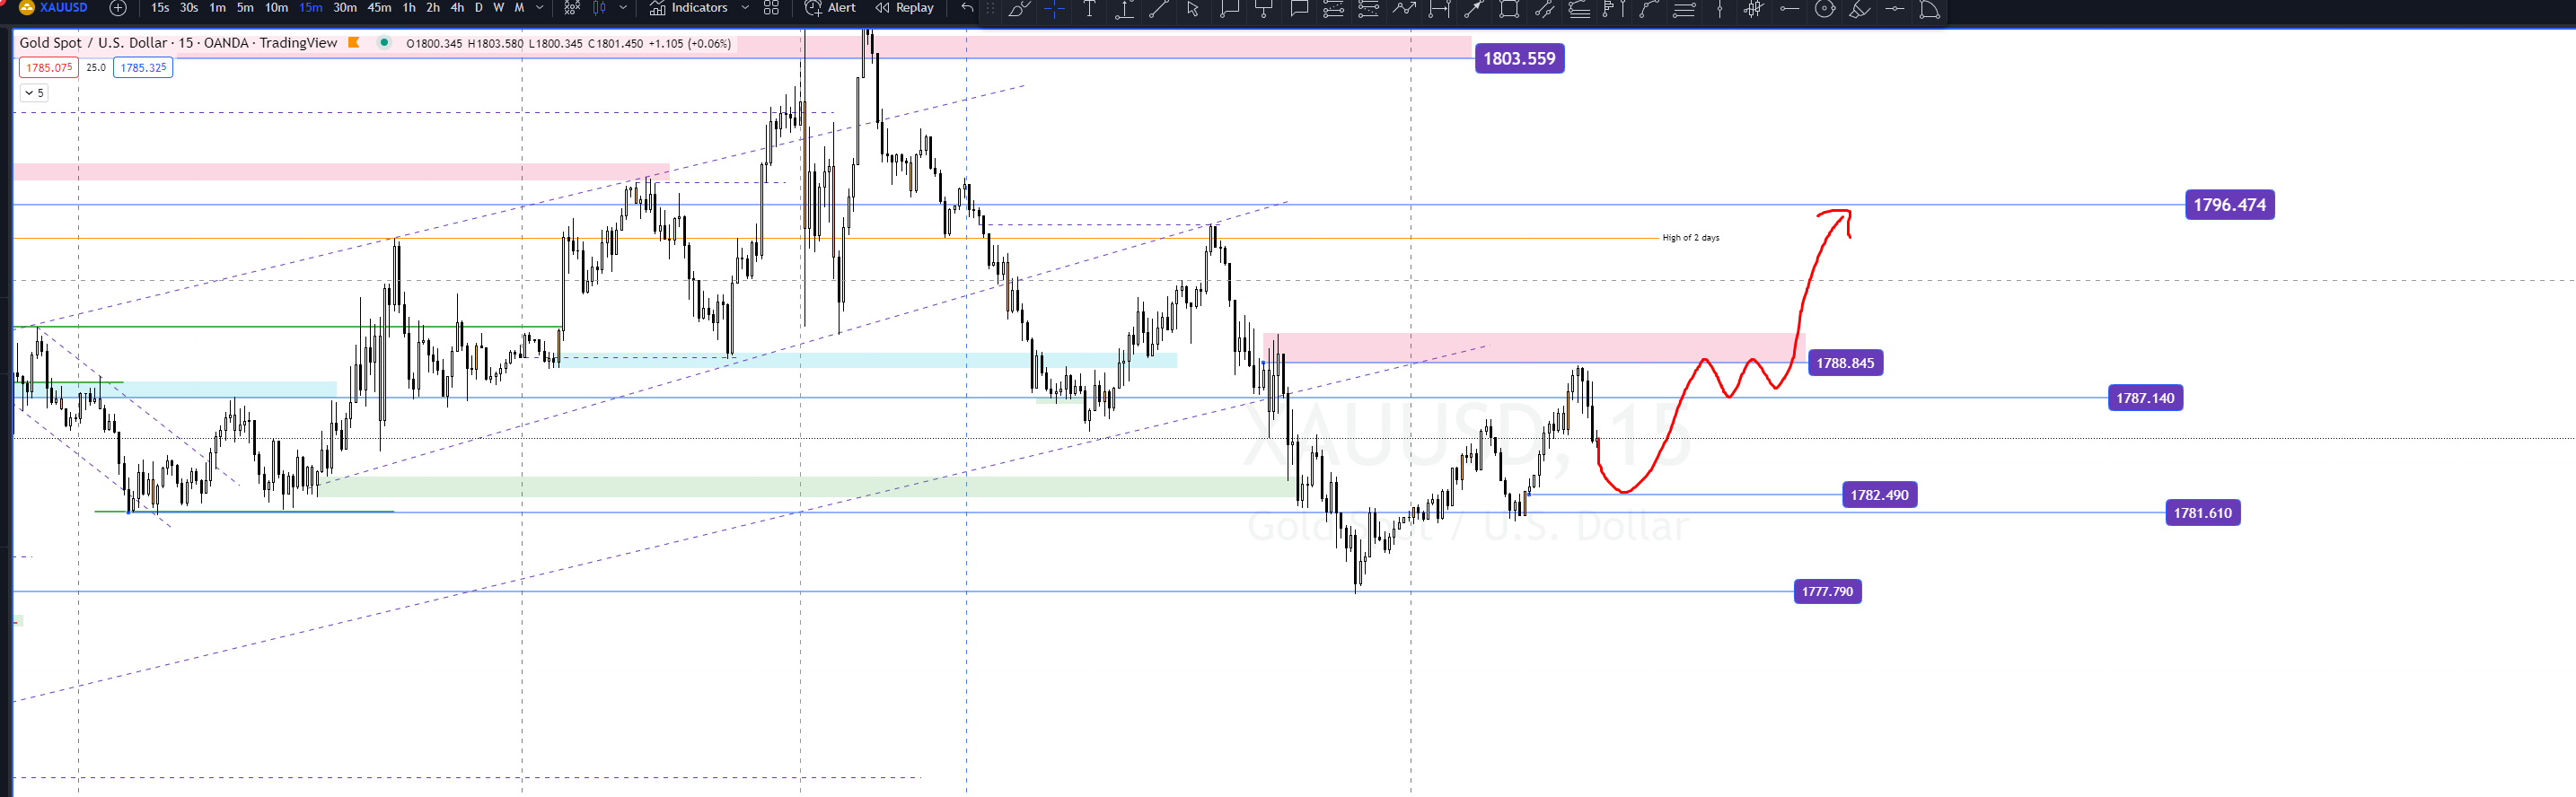 XAUUSD 15s 30s 1m 5m 10m 15m 30m 45m 1h 2h 4h D W M Indicators Alert Replay
Gold Spot / U.S. Dollar · 15 · OANDA · TradingView O1800.345 H1803.580 L1800.345 C1801.450 +1.105 (+0.06%)
1803.559
1785.075 25.0 1785.325
5
1796.474
High of 2 days
1788.845
1787.140
XAUUSD, 15
1782.490
1781.610
Gold Spot / U.S. Dollar
1777.790